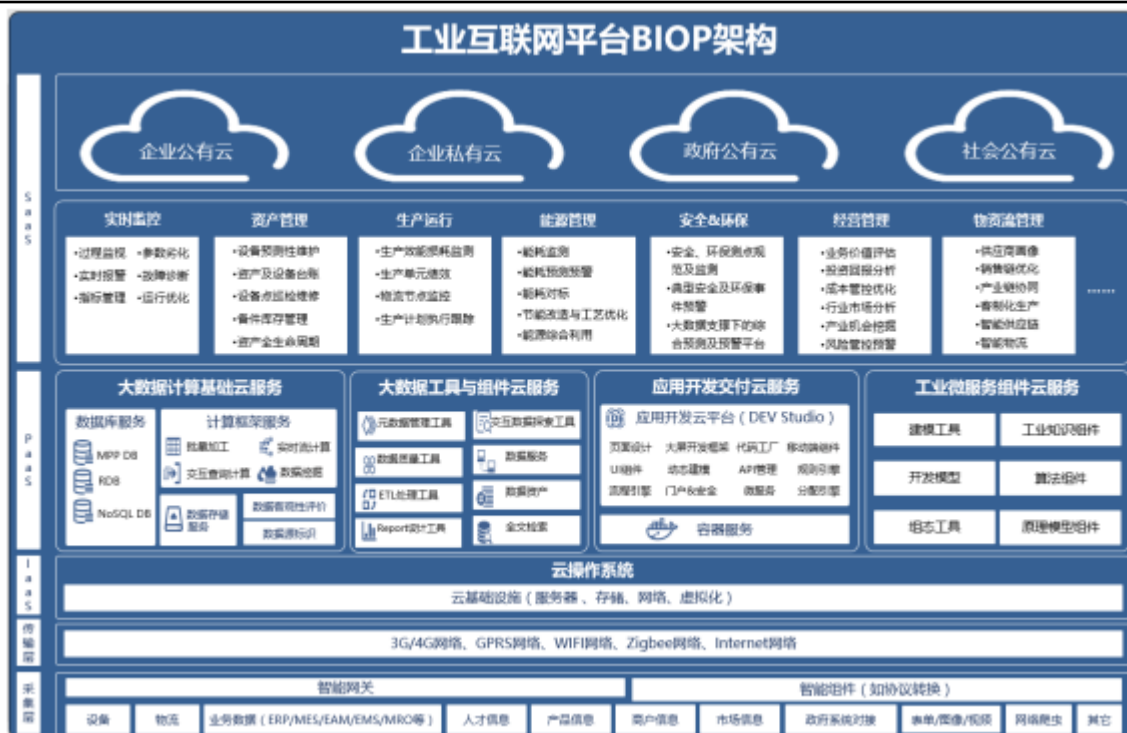 工业互联网平台BIOP架构
SaaS
企业公有云
企业私有云
政府公有云
社会公有云
实时监控
•过程监视 •参数劣化
•实时报警 •故障诊断
•指标管理 •运行优化
资产管理
•设备预测性维护
•资产及设备台账
•设备点巡检维修
•备件库存管理
•资产全生命周期
生产运行
•生产效能损耗监测
•生产单元绩效
•物流节点监控
•生产计划执行跟踪
能源管理
•能耗监测
•能耗预测预警
•能耗对标
•节能改造与工艺优化
•能源综合利用
安全&环保
•安全、环保测点规
范及监测
•典型安全及环保事
件预警
•大数据支撑下的综
合预测及预警平台
经营管理
•业务价值评估
•投资回报分析
•成本管控优化
•行业市场分析
•产业机会挖掘
•风险管控预警
物资流管理
•供应商画像
•销售链优化
•产业链协同
•客制化生产
•智能供应链
•智能物流
……
PaaS
大数据计算基础云服务
数据库服务
MPP DB
RDB
NoSQL DB
计算框架服务
批量加工
实时流计算
交互查询计算
数据挖掘
数据存储
服务
数据客观性评价
数据源标识
大数据工具与组件云服务
元数据管理工具
交互数据探索工具
数据质量工具
数据服务
ETL处理工具
数据资产
Report设计工具
全文检索
应用开发交付云服务
应用开发云平台（DEV Studio）
页面设计 大屏开发框架 代码工厂 移动端组件
UI组件 动态建模 API管理 规则引擎
流程引擎 门户&安全 微服务 分配引擎
容器服务
工业微服务组件云服务
建模工具
工业知识组件
开发模型
算法组件
组态工具
原理模型组件
IaaS
云操作系统
云基础设施（服务器、存储、网络、虚拟化）
传输层
3G/4G网络、GPRS网络、WIFI网络、Zigbee网络、Internet网络
采集层
智能网关
智能组件（如协议转换）
设备
物流
业务数据（ERP/MES/EAM/EMS/MRO等）
人才信息
产品信息
商户信息
市场信息
政府系统对接
表单/图像/视频
网络爬虫
其它